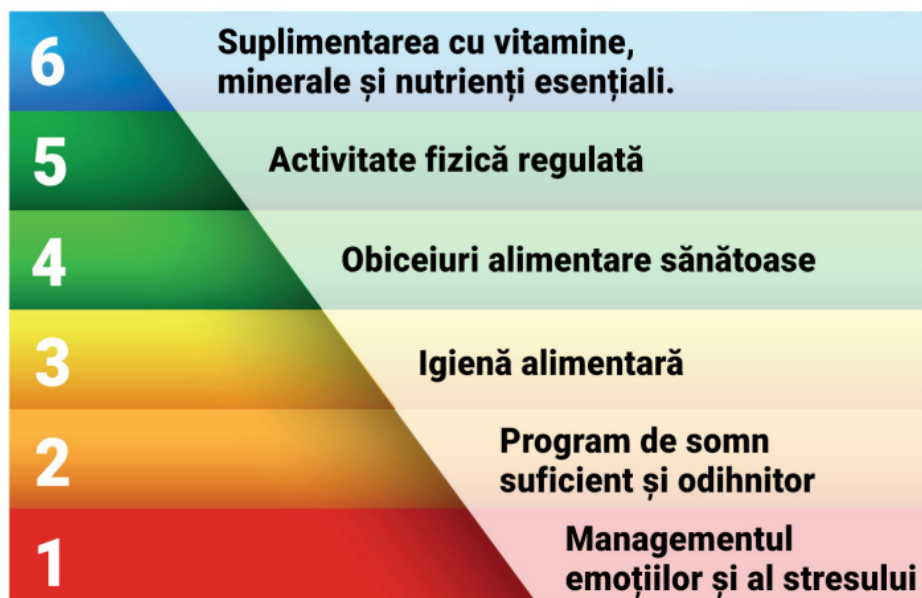 6
Suplimentarea cu vitamine,
minerale și nutrienți esențiali.
5
Activitate fizică regulată
4
Obiceiuri alimentare sănătoase
3
Igienă alimentară
2
Program de somn
suficient și odihnitor
1
Managementul
emoțiilor și al stresului